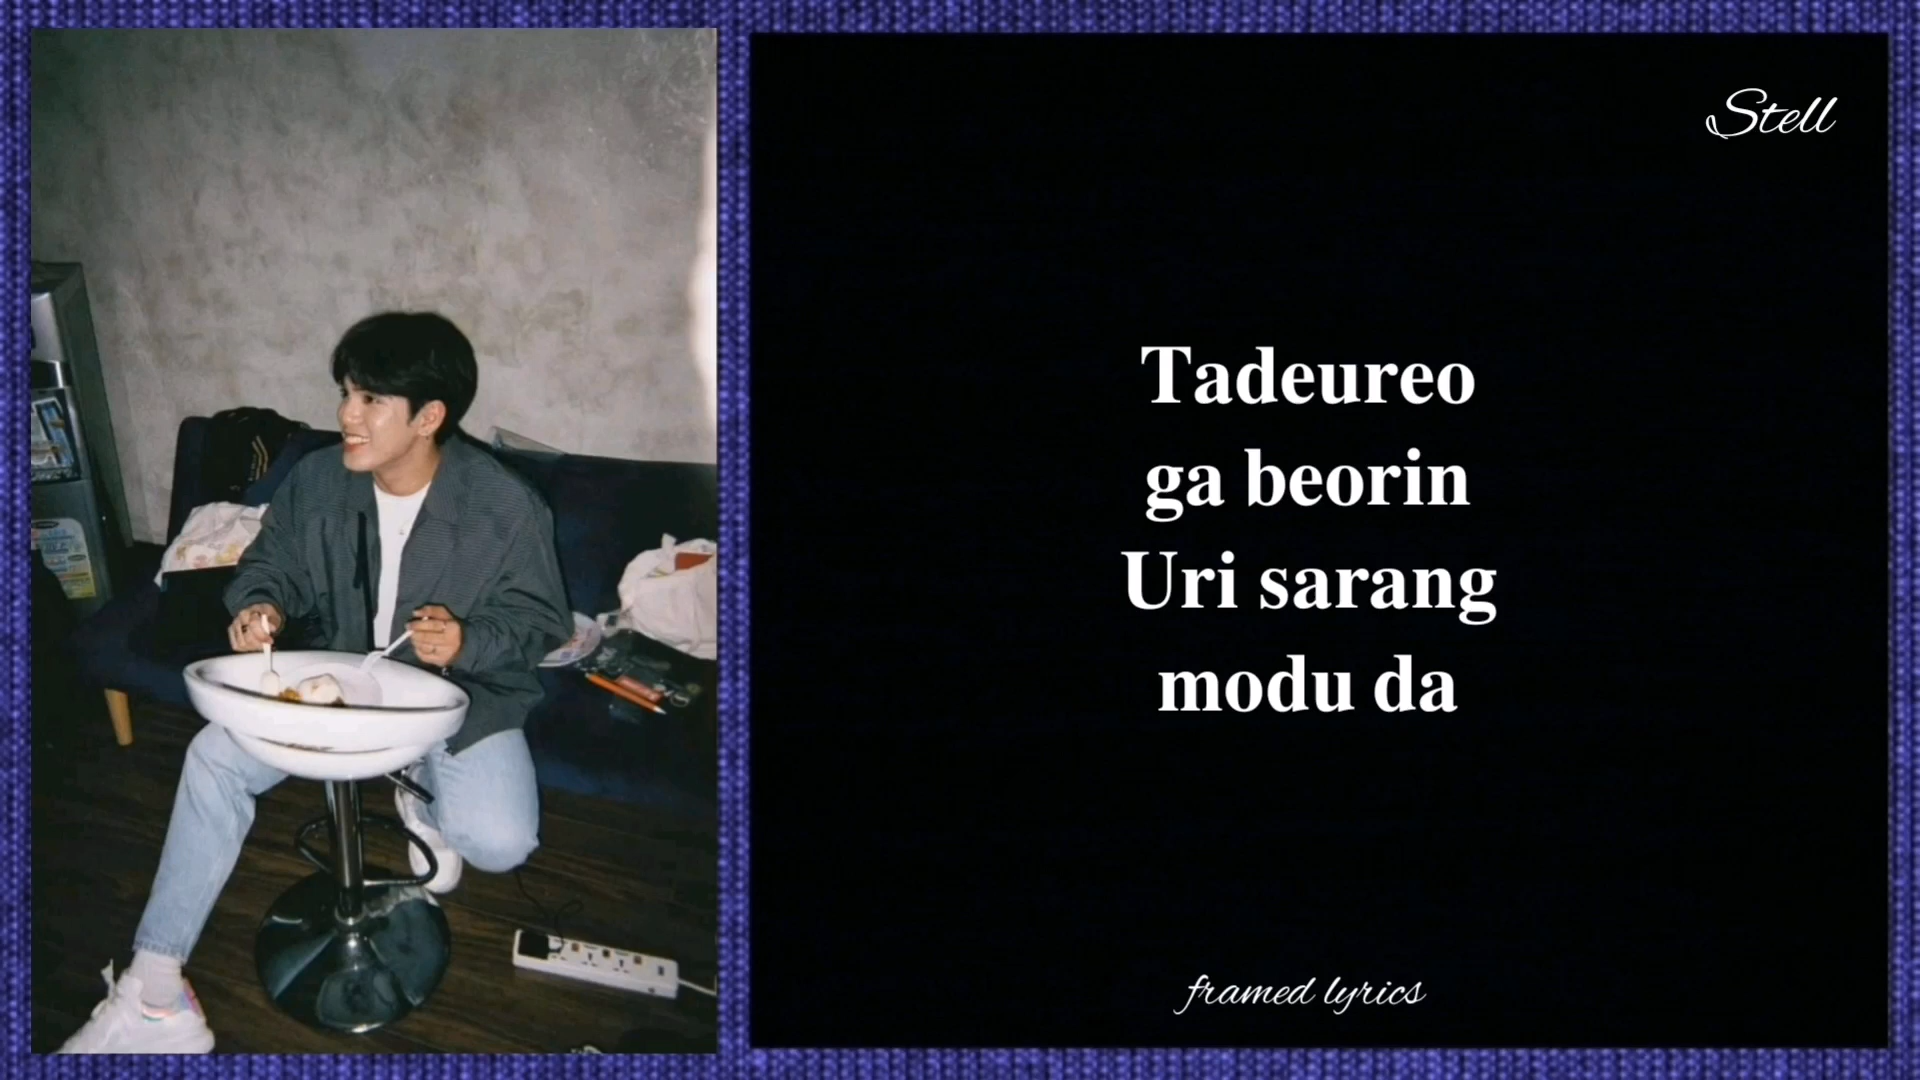 Stell
Tadeureo
ga beorin
Uri sarang
modu da
framed lyrics